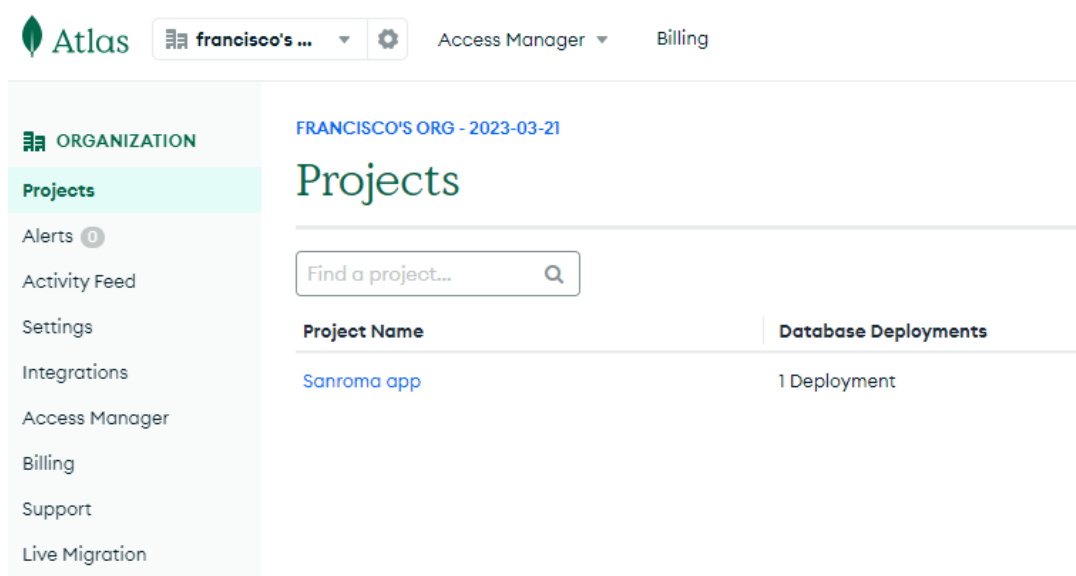 Atlas francisco's ... Access Manager Billing
ORGANIZATION
Projects
Alerts 0
Activity Feed
Settings
Integrations
Access Manager
Billing
Support
Live Migration
FRANCISCO'S ORG - 2023-03-21
Projects
Find a project...
Project Name Database Deployments
Sanroma app 1 Deployment